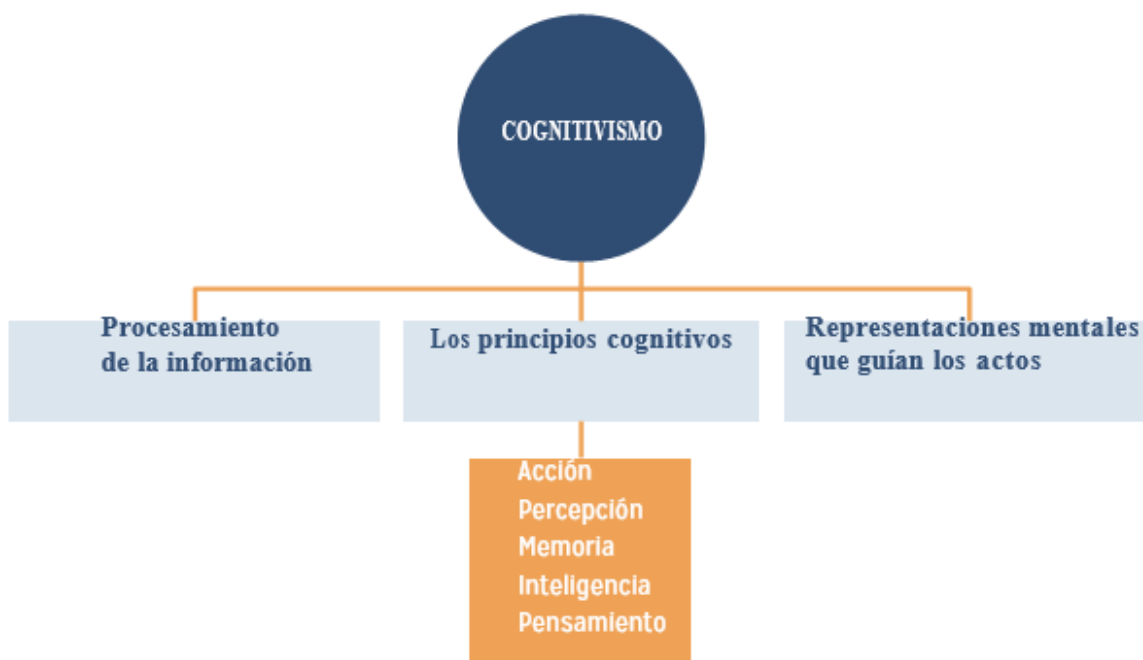 COGNITIVISMO
Procesamiento
de la información
Los principios cognitivos
Representaciones mentales
que guían los actos
Acción
Percepción
Memoria
Inteligencia
Pensamiento